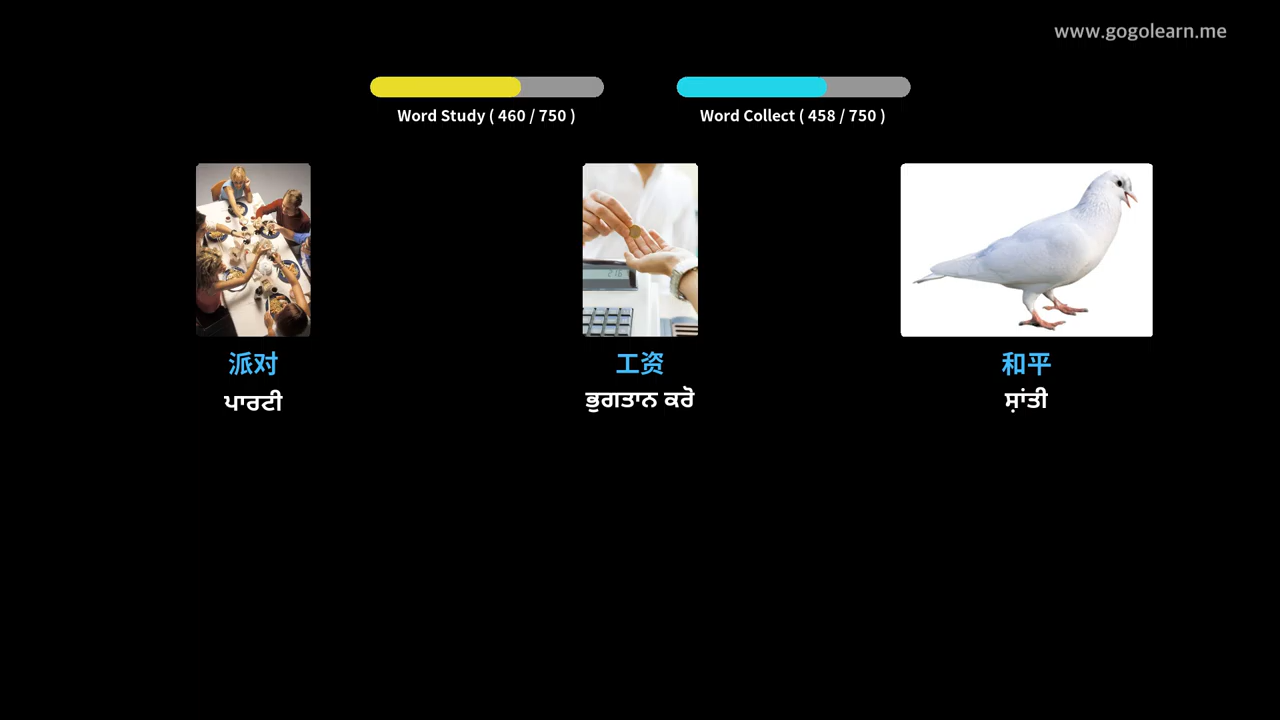 www.gogolearn.me
Word Study ( 460 / 750 )
Word Collect ( 458 / 750 )
派对
工资
和平
ਪਾਰਟੀ
ਭੁਗਤਾਨ ਕਰੋ
ਸ਼ਾਂਤੀ